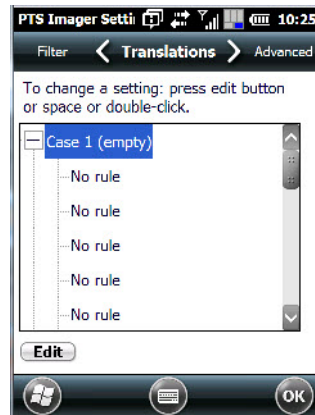 PTS Imager Setti 10:25
Filter Translations Advanced
To change a setting: press edit button
or space or double-click.
Case 1 (empty)
No rule
No rule
No rule
No rule
No rule
Edit
OK